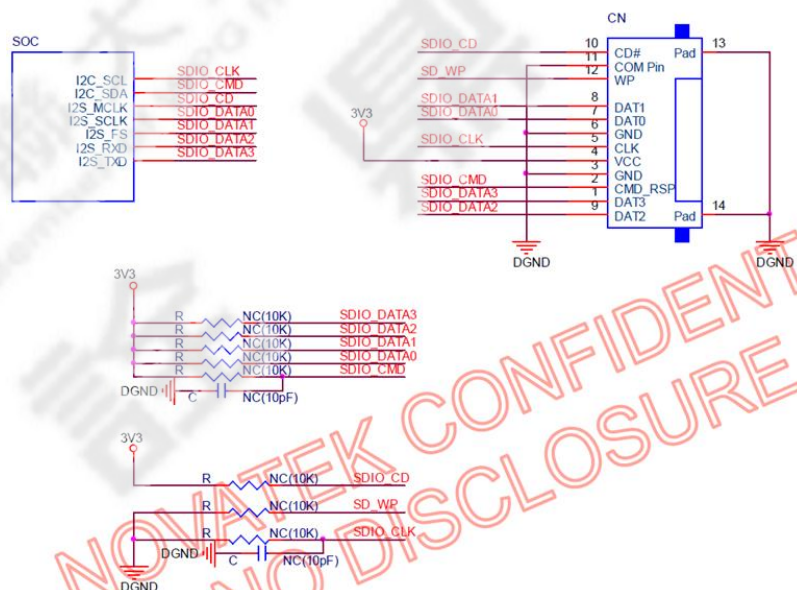 SOC
I2C_SCL SDIO_CLK
I2C_SDA SDIO_CMD
I2S_MCLK SDIO_CD
I2S_SCLK SDIO_DATA0
I2S_FS SDIO_DATA1
I2S_RXD SDIO_DATA2
I2S_TXD SDIO_DATA3
CN
SDIO_CD 10 CD# Pad 13
11 COM Pin
SD_WP 12 WP
SDIO_DATA1 8 DAT1
SDIO_DATA0 7 DAT0
3V3
6 GND
SDIO_CLK 5 CLK
4 VCC
3 GND
SDIO_CMD 2 CMD_RSP
SDIO_DATA3 1 DAT3
SDIO_DATA2 9 DAT2 Pad 14
DGND DGND
3V3
R NC(10K) SDIO_DATA3
R NC(10K) SDIO_DATA2
R NC(10K) SDIO_DATA1
R NC(10K) SDIO_DATA0
R NC(10K) SDIO_CMD
DGND C NC(10pF)
3V3
R NC(10K) SDIO_CD
R NC(10K) SD_WP
R NC(10K) SDIO_CLK
DGND C NC(10pF)
DGND
NOVATEK CONFIDENT
NO DISCLOSURE